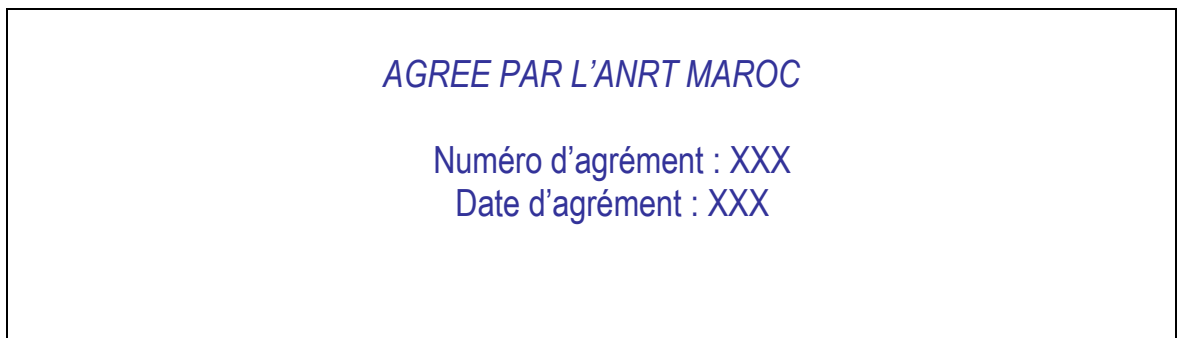 AGREE PAR L’ANRT MAROC
Numéro d’agrément : XXX
Date d’agrément : XXX